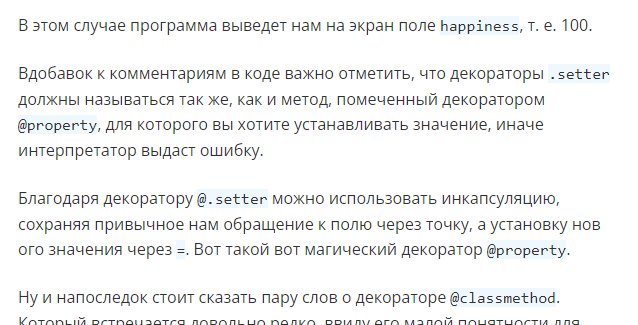 В этом случае программа выведет нам на экран поле happiness, т. е. 100.
Вдобавок к комментариям в коде важно отметить, что декораторы .setter
должны называться так же, как и метод, помеченный декоратором
@property, для которого вы хотите устанавливать значение, иначе
интерпретатор выдаст ошибку.
Благодаря декоратору @.setter можно использовать инкапсуляцию,
сохраняя привычное нам обращение к полю через точку, а установку нов
ого значения через =. Вот такой вот магический декоратор @property.
Ну и напоследок стоит сказать пару слов о декораторе @classmethod.
Который встречается довольно редко, ввиду его малой понятности для